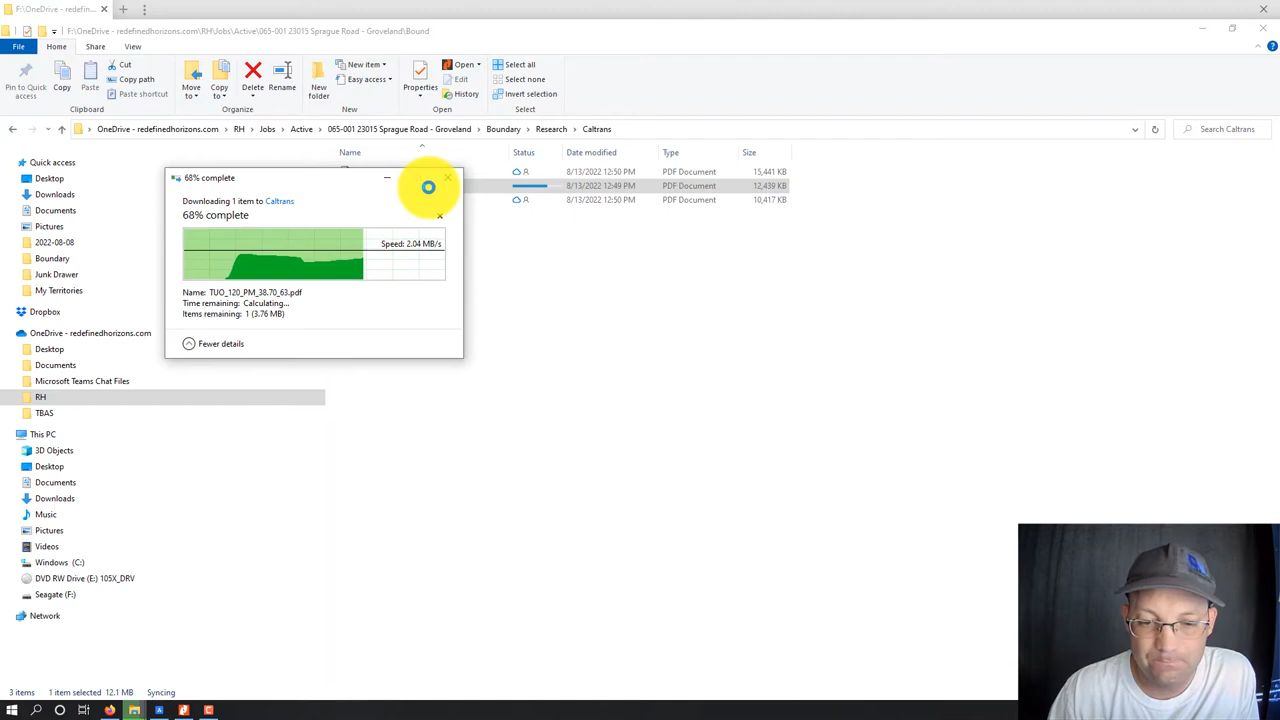 OneDrive - redefin...
F:\OneDrive - redefinedhorizons.com\RH\Jobs\Active\065-001 23015 Sprague Road - Groveland\Bound
File Home Share View
Pin to Quick access
Copy
Paste
Cut
Copy path
Paste shortcut
Move to
Copy to
Delete
Rename
New folder
New item
Easy access
Properties
Open
Edit
History
Select all
Select none
Invert selection
Clipboard Organize New Open Select
OneDrive - redefinedhorizons.com RH Jobs Active 065-001 23015 Sprague Road - Groveland Boundary Research Caltrans
Search Caltrans
Name Status Date modified Type Size
8/13/2022 12:50 PM PDF Document 15,441 KB
8/13/2022 12:49 PM PDF Document 12,439 KB
8/13/2022 12:50 PM PDF Document 10,417 KB
68% complete
Downloading 1 item to Caltrans
68% complete
Speed: 2.04 MB/s
Name: TUO_120_PM_38.70_63.pdf
Time remaining: Calculating...
Items remaining: 1 (3.76 MB)
Fewer details
Quick access
Desktop
Downloads
Documents
Pictures
2022-08-08
Boundary
Junk Drawer
My Territories
Dropbox
OneDrive - redefinedhorizons.com
Desktop
Documents
Microsoft Teams Chat Files
RH
TBAS
This PC
3D Objects
Desktop
Documents
Downloads
Music
Pictures
Videos
Windows (C:)
DVD RW Drive (E:) 105X_DRV
Seagate (F:)
Network
3 items 1 item selected 12.1 MB Syncing